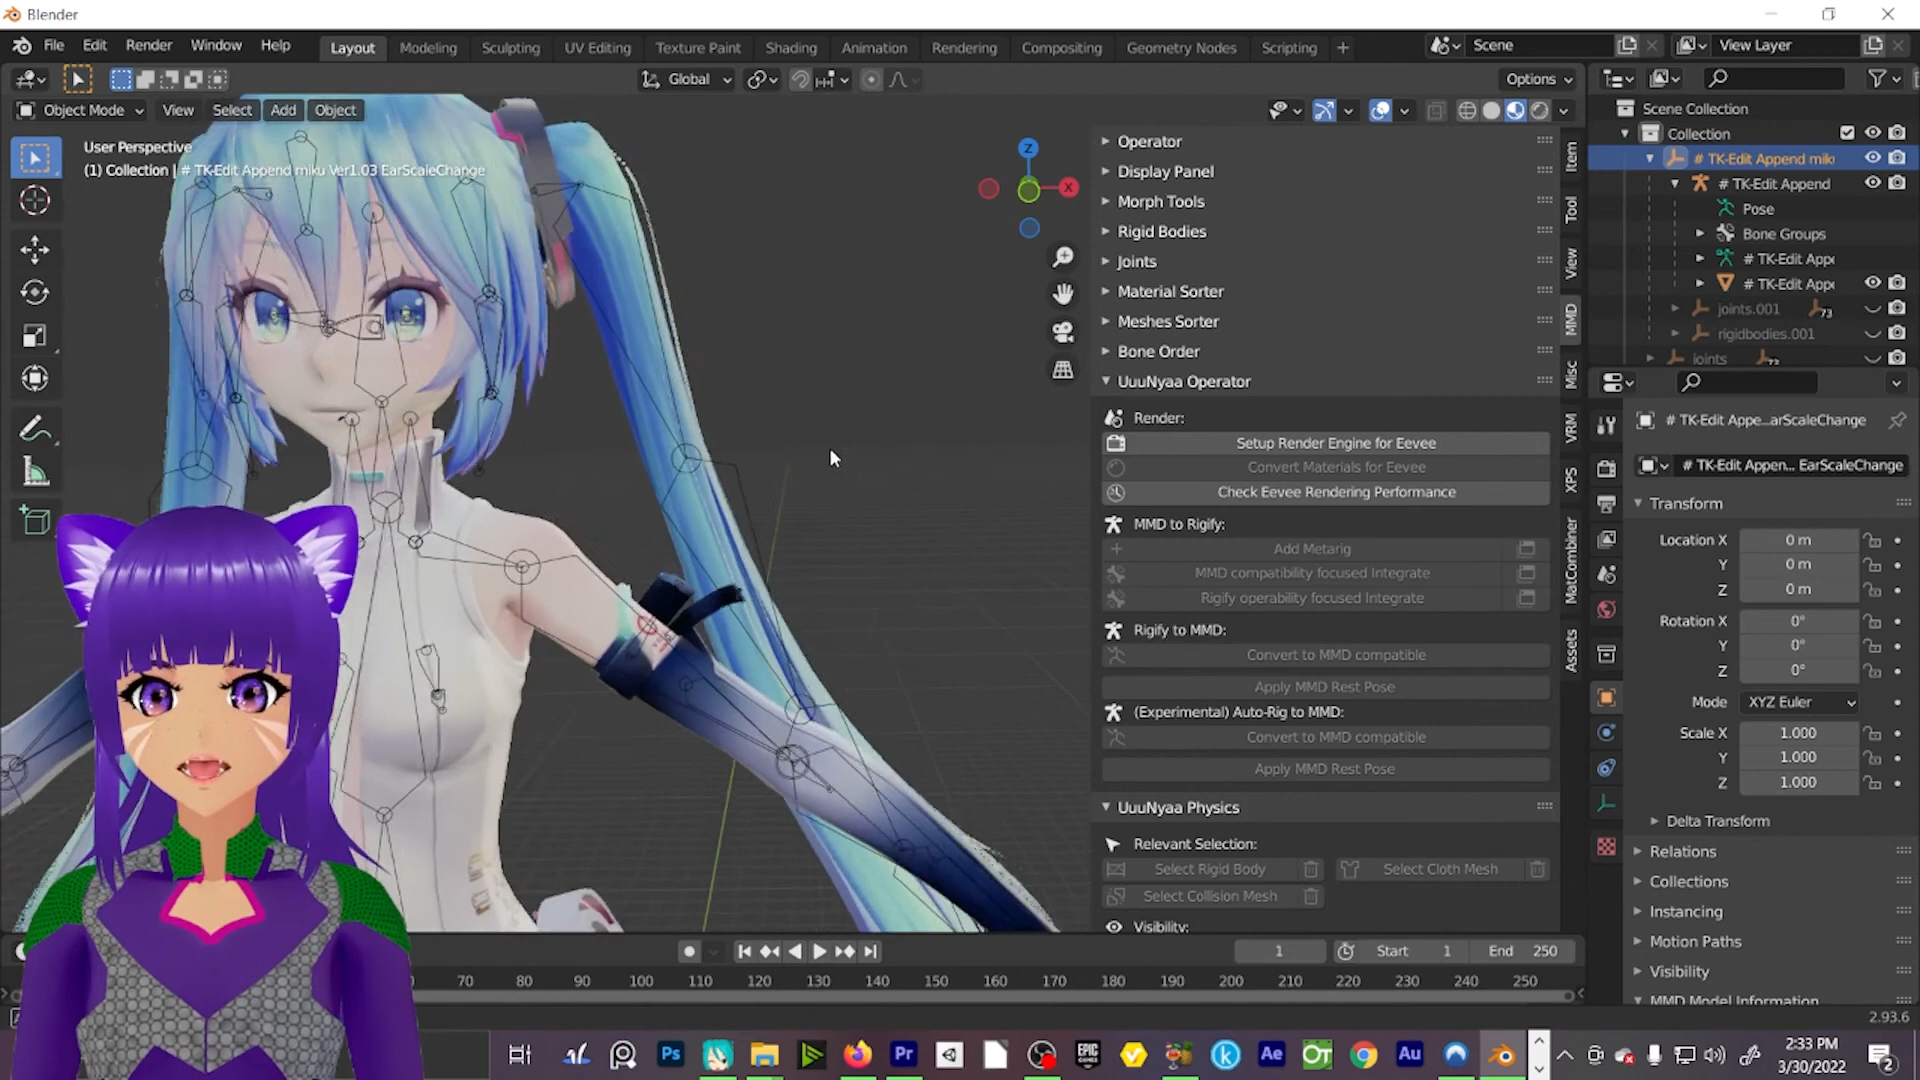 Blender
File Edit Render Window Help Layout Modeling Sculpting UV Editing Texture Paint Shading Animation Rendering Compositing Geometry Nodes Scripting + Scene View Layer
Global Options
Object Mode View Select Add Object
User Perspective
(1) Collection | # TK-Edit Append miku Ver1.03 EarScaleChange
Z
X
Operator
Display Panel
Morph Tools
Rigid Bodies
Joints
Material Sorter
Meshes Sorter
Bone Order
UuuNyaa Operator
Render:
Setup Render Engine for Eevee
Convert Materials for Eevee
Check Eevee Rendering Performance
MMD to Rigify:
Add Metarig
MMD compatibility focused Integrate
Rigify operability focused Integrate
Rigify to MMD:
Convert to MMD compatible
Apply MMD Rest Pose
(Experimental) Auto-Rig to MMD:
Convert to MMD compatible
Apply MMD Rest Pose
UuuNyaa Physics
Relevant Selection:
Select Rigid Body Select Cloth Mesh
Select Collision Mesh
Visibility:
Item
Tool
View
MMD
Misc
VRM
XPS
MatCombiner
Assets
Scene Collection
Collection
# TK-Edit Append mik
# TK-Edit Append
Pose
Bone Groups
# TK-Edit App
# TK-Edit App
joints.001 73
rigidbodies.001
joints
# TK-Edit Appe...arScaleChange
# TK-Edit Appen... EarScaleChange
Transform
Location X 0 m
Y 0 m
Z 0 m
Rotation X 0°
Y 0°
Z 0°
Mode XYZ Euler
Scale X 1.000
Y 1.000
Z 1.000
Delta Transform
Relations
Collections
Instancing
Motion Paths
Visibility
MMD Model Information
1 Start 1 End 250
70 80 90 100 110 120 130 140 150 160 170 180 190 200 210 220 230 240 250
2.93.6
Ps Pr EPIC GAMES k Ae OT Au
2:33 PM
3/30/2022
2